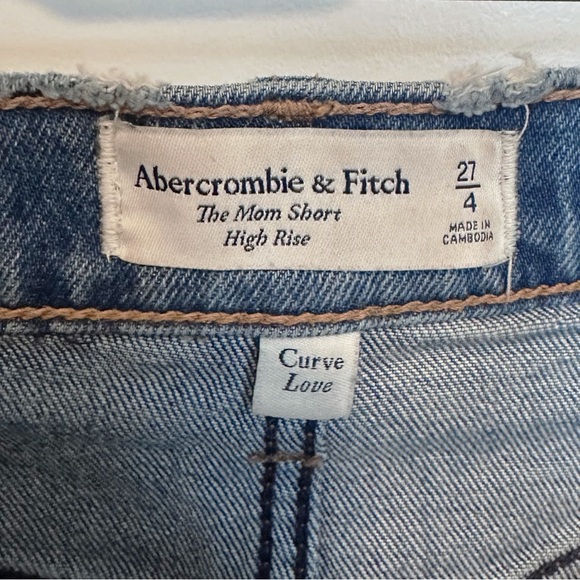 Abercrombie & Fitch
The Mom Short
High Rise
27
4
MADE IN
CAMBODIA
Curve
Love